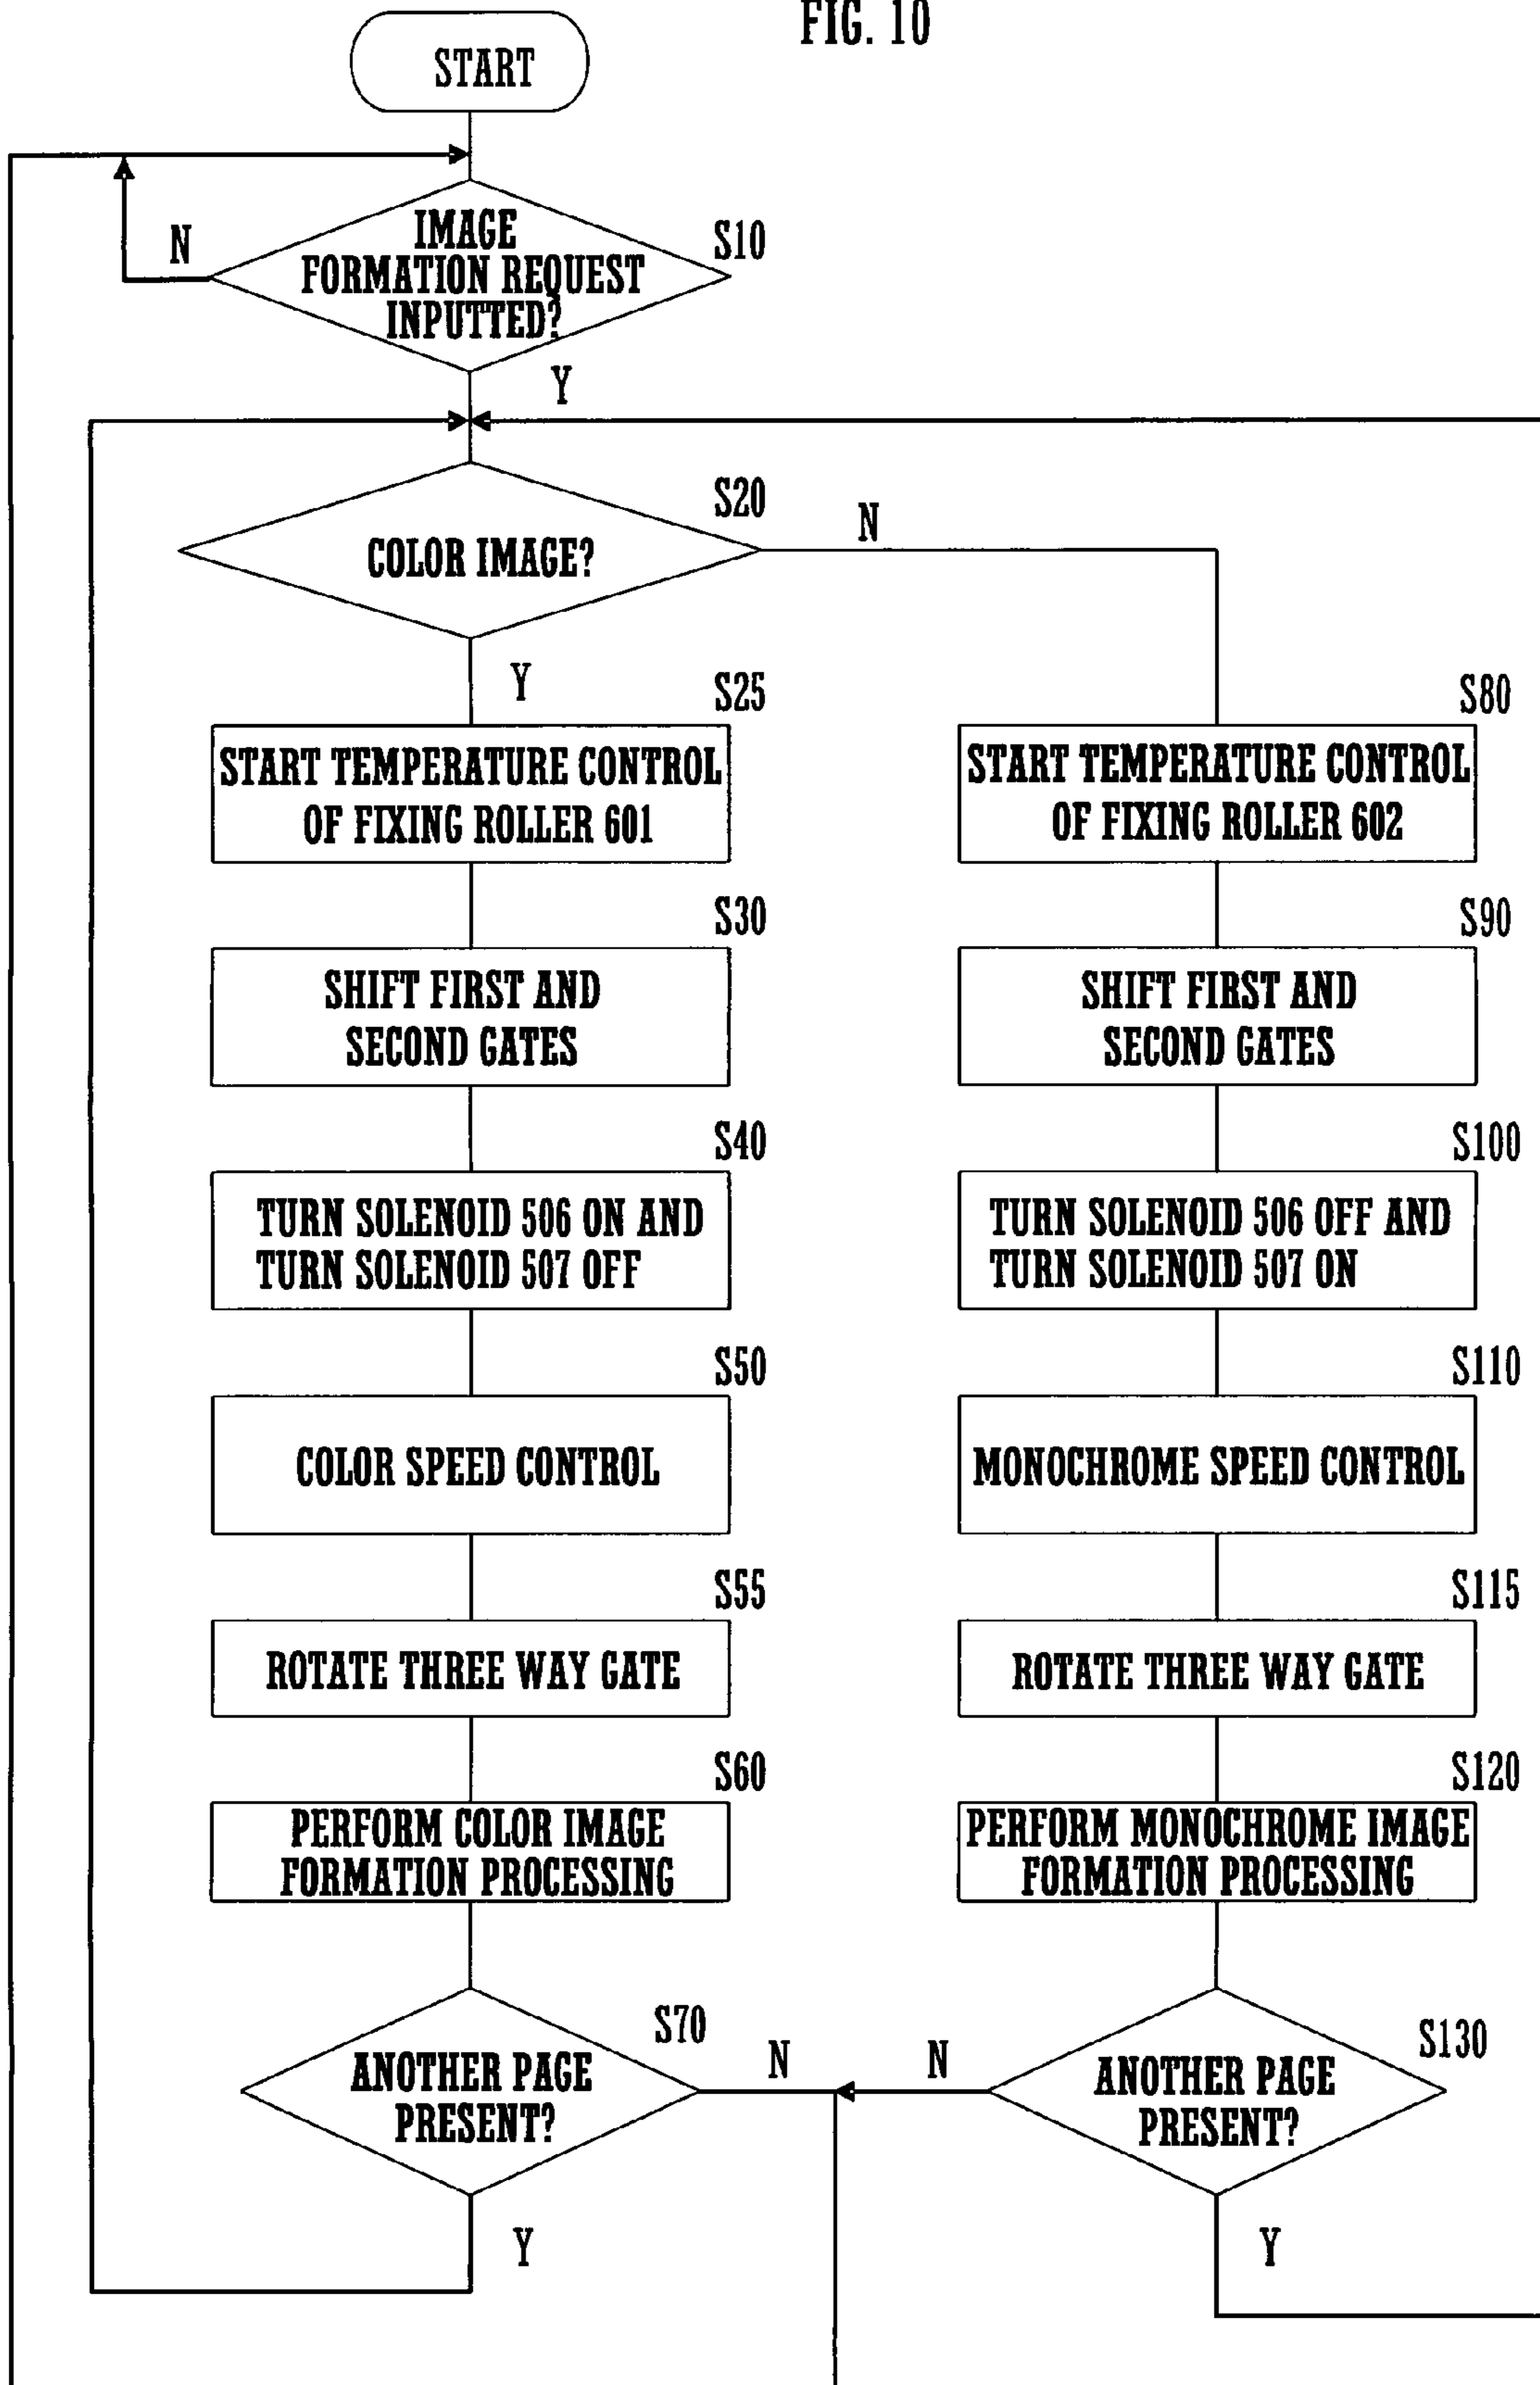 FIG. 10
START
IMAGE
FORMATION REQUEST
INPUTTED?
S10
N
Y
COLOR IMAGE?
S20
N
Y
S25
START TEMPERATURE CONTROL
OF FIXING ROLLER 601
S30
SHIFT FIRST AND
SECOND GATES
S40
TURN SOLENOID 506 ON AND
TURN SOLENOID 507 OFF
S50
COLOR SPEED CONTROL
S55
ROTATE THREE WAY GATE
S60
PERFORM COLOR IMAGE
FORMATION PROCESSING
S70
ANOTHER PAGE
PRESENT?
N
Y
S80
START TEMPERATURE CONTROL
OF FIXING ROLLER 602
S90
SHIFT FIRST AND
SECOND GATES
S100
TURN SOLENOID 506 OFF AND
TURN SOLENOID 507 ON
S110
MONOCHROME SPEED CONTROL
S115
ROTATE THREE WAY GATE
S120
PERFORM MONOCHROME IMAGE
FORMATION PROCESSING
S130
ANOTHER PAGE
PRESENT?
N
Y